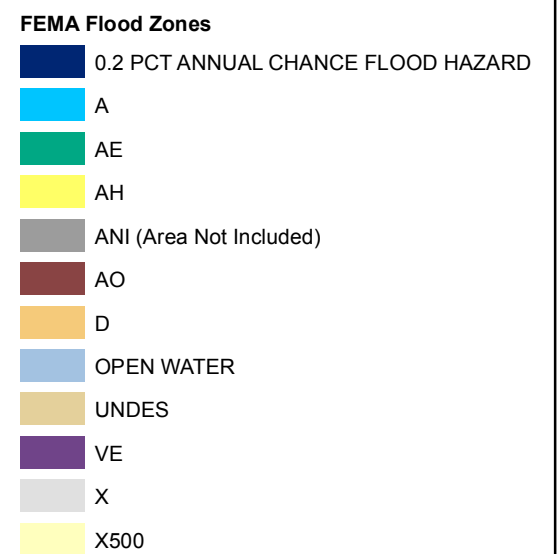 FEMA Flood Zones
0.2 PCT ANNUAL CHANCE FLOOD HAZARD
A
AE
AH
ANI (Area Not Included)
AO
D
OPEN WATER
UNDES
VE
X
X500